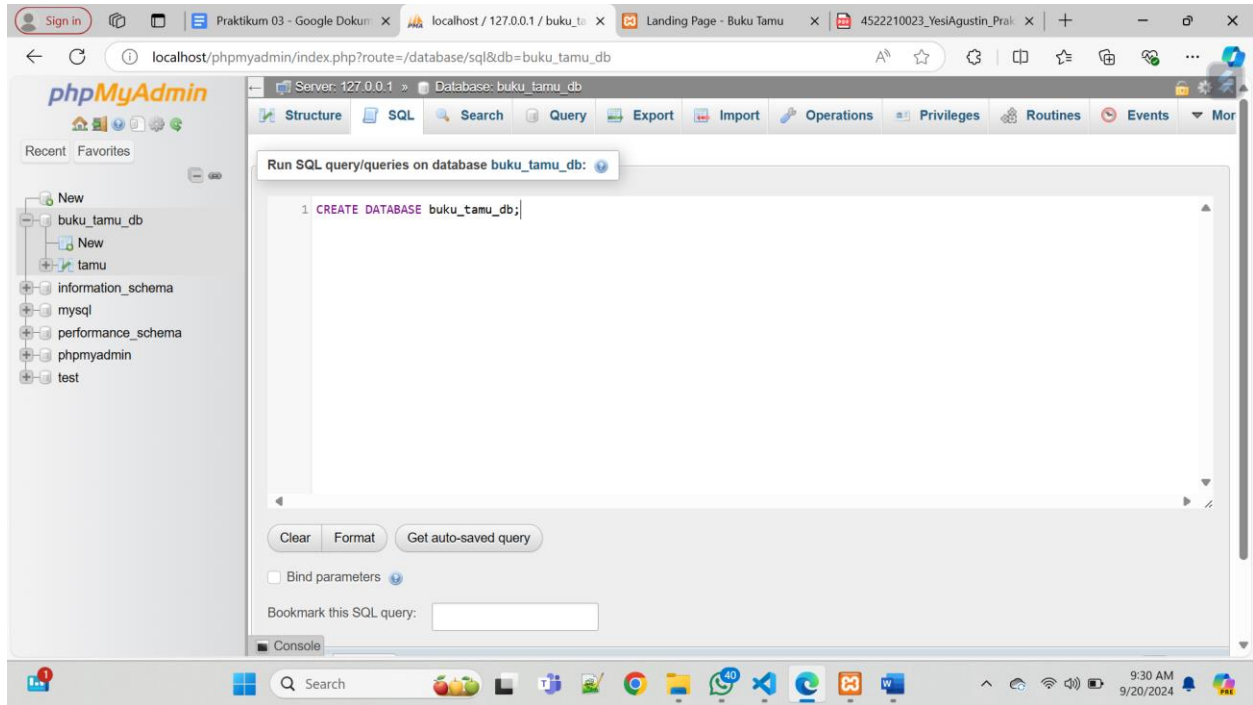 Sign in
Praktikum 03 - Google Dokum
localhost / 127.0.0.1 / buku_ta
Landing Page - Buku Tamu
4522210023_YesiAgustin_Prak
localhost/phpmyadmin/index.php?route=/database/sql&db=buku_tamu_db
phpMyAdmin
Server: 127.0.0.1 » Database: buku_tamu_db
Structure SQL Search Query Export Import Operations Privileges Routines Events Mor
Recent Favorites
New
buku_tamu_db
New
tamu
information_schema
mysql
performance_schema
phpmyadmin
test
Run SQL query/queries on database buku_tamu_db:
1 CREATE DATABASE buku_tamu_db;
Clear Format Get auto-saved query
Bind parameters
Bookmark this SQL query:
Console
1
Search
40
9:30 AM
9/20/2024
PRE